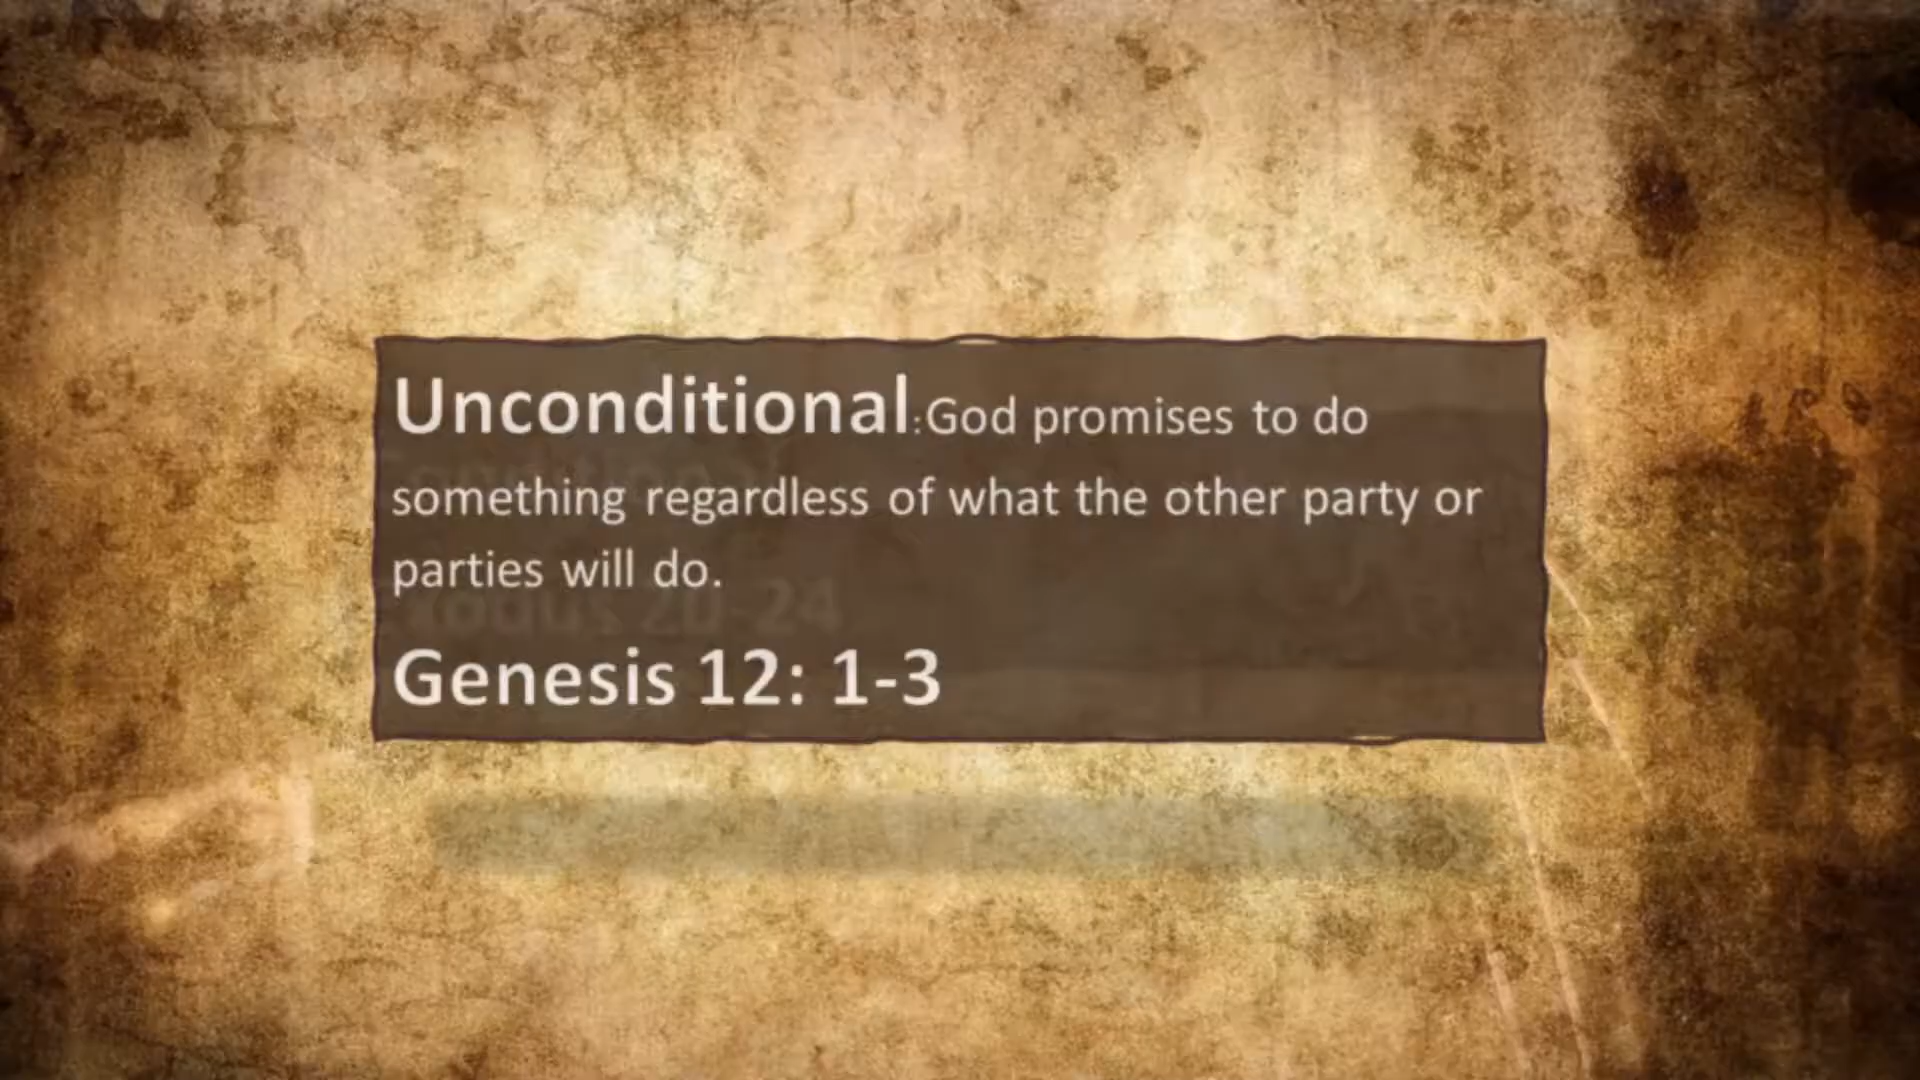 Unconditional:God promises to do
something regardless of what the other party or
parties will do.
Genesis 12: 1-3